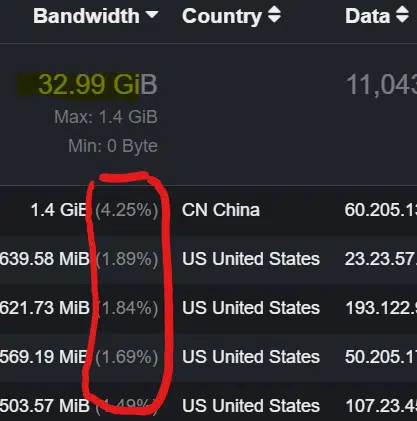 Bandwidth Country Data
32.99 GiB 11,043
Max: 1.4 GiB
Min: 0 Byte
1.4 GiB (4.25%) CN China 60.205.13
639.58 MiB (1.89%) US United States 23.23.57.
621.73 MiB (1.84%) US United States 193.122.9
569.19 MiB (1.69%) US United States 50.205.17
503.57 MiB (1.49%) US United States 107.23.45